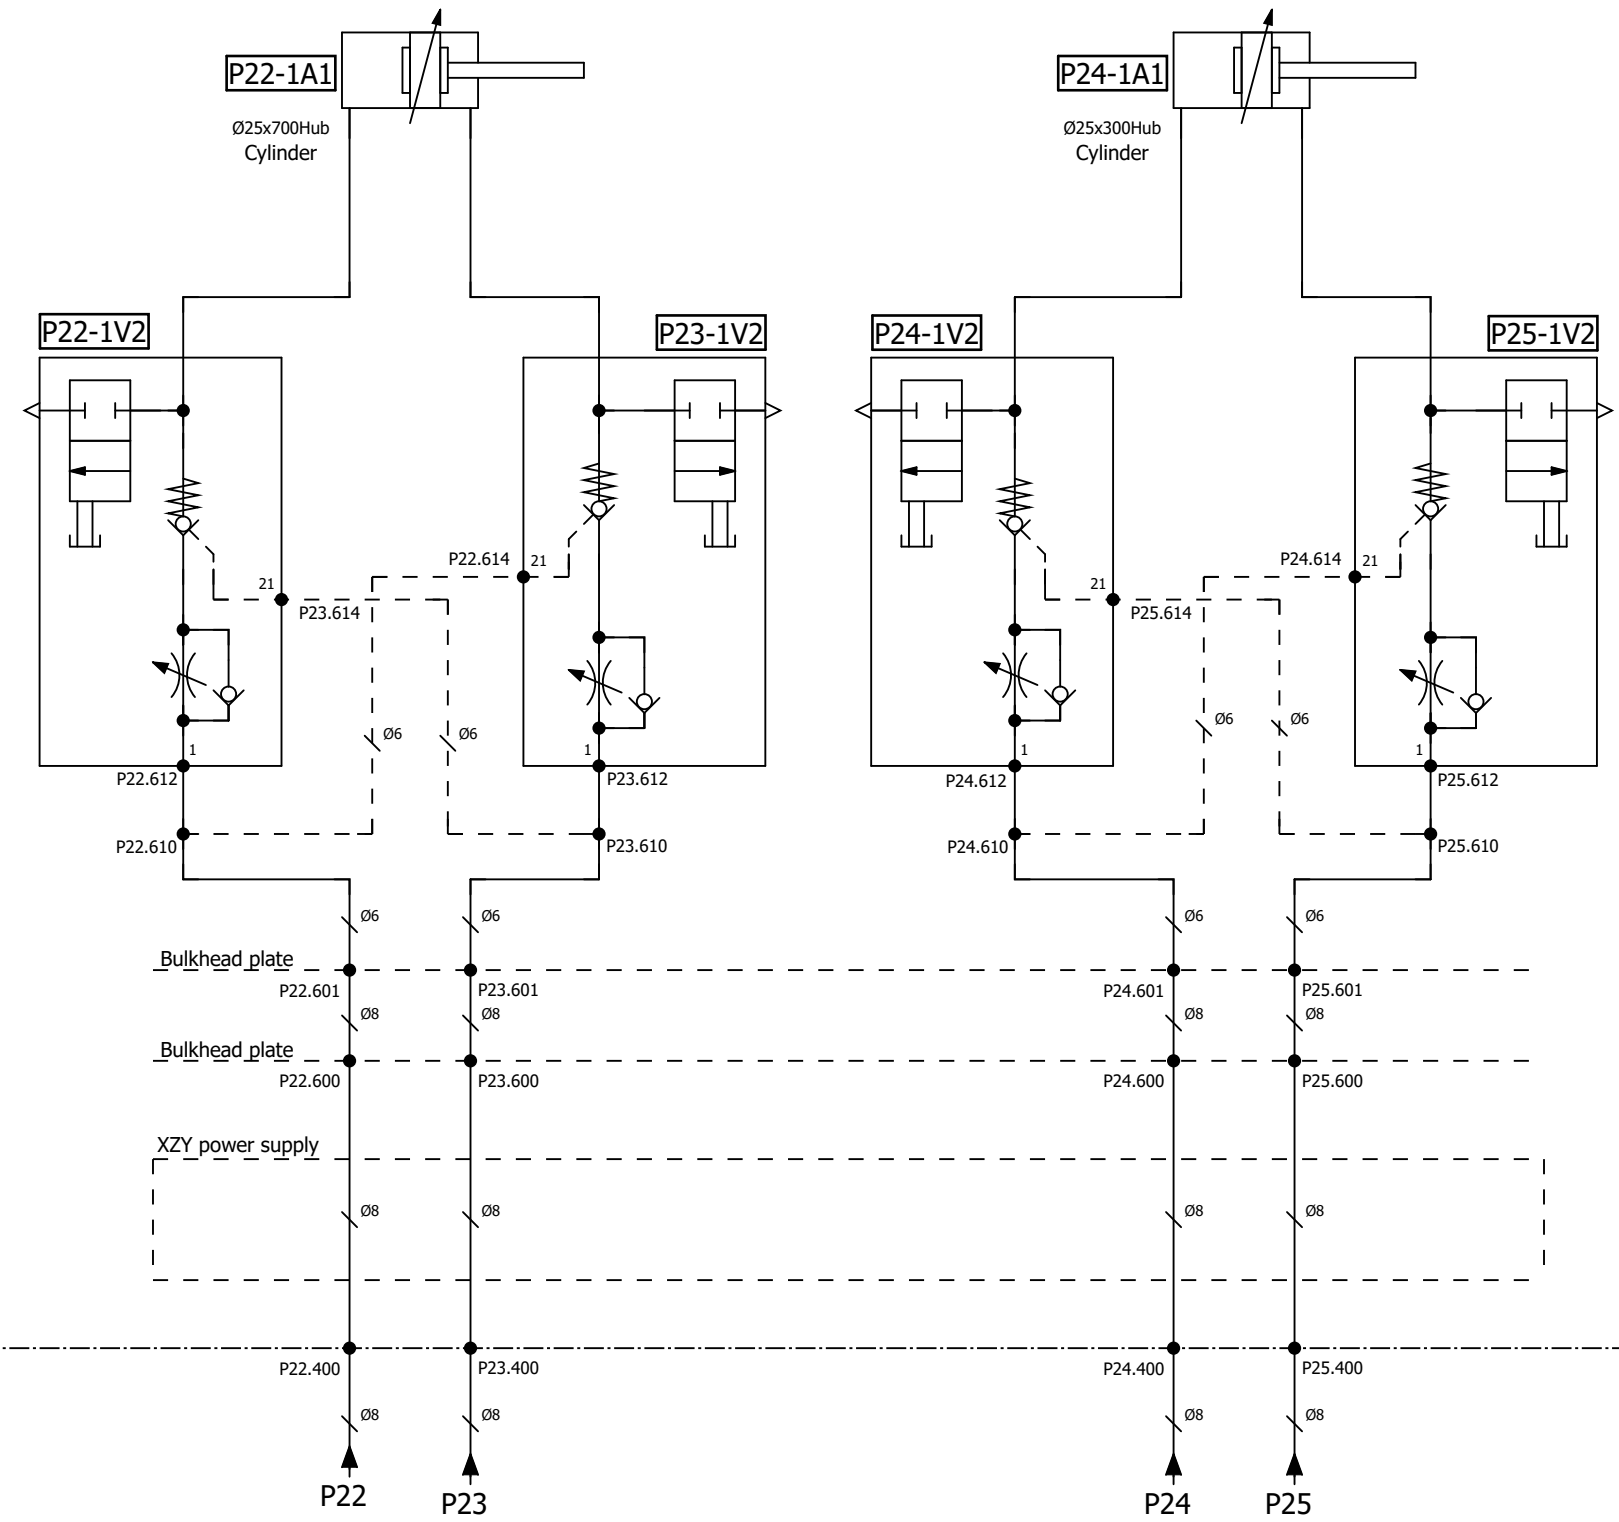 P22-1A1
P24-1A1
Ø25x700Hub
Cylinder
Ø25x300Hub
Cylinder
P22-1V2
P23-1V2
P24-1V2
P25-1V2
P22.614
21
P24.614
21
21
P23.614
21
P25.614
Ø6
Ø6
Ø6
Ø6
1
1
1
1
P22.612
P23.612
P24.612
P25.612
P22.610
P23.610
P24.610
P25.610
Ø6
Ø6
Ø6
Ø6
Bulkhead plate
P22.601
P23.601
P24.601
P25.601
Ø8
Ø8
Ø8
Ø8
Bulkhead plate
P22.600
P23.600
P24.600
P25.600
XZY power supply
Ø8
Ø8
Ø8
Ø8
P22.400
P23.400
P24.400
P25.400
Ø8
Ø8
Ø8
Ø8
P22
P23
P24
P25